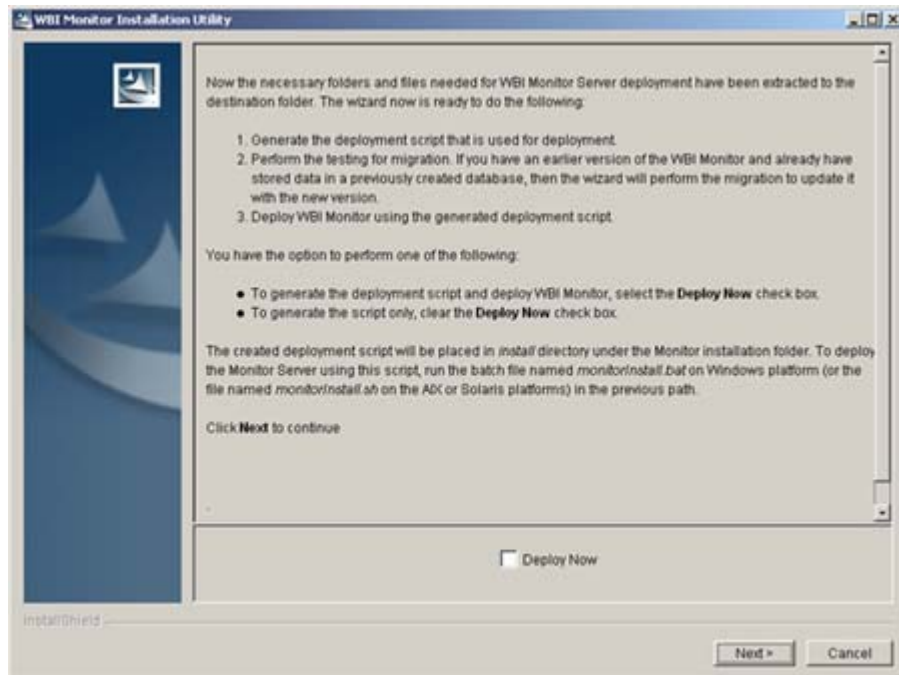 WBI Monitor Installation Utility
Now the necessary folders and files needed for WBI Monitor Server deployment have been extracted to the
destination folder. The wizard now is ready to do the following:
1. Generate the deployment script that is used for deployment.
2. Perform the testing for migration. If you have an earlier version of the WBI Monitor and already have
stored data in a previously created database, then the wizard will perform the migration to update it
with the new version.
3. Deploy WBI Monitor using the generated deployment script.
You have the option to perform one of the following:
• To generate the deployment script and deploy WBI Monitor, select the Deploy Now check box.
• To generate the script only, clear the Deploy Now check box.
The created deployment script will be placed in install directory under the Monitor installation folder. To deploy
the Monitor Server using this script, run the batch file named monitorInstall.bat on Windows platform (or the
file named monitorInstall.sh on the AIX or Solaris platforms) in the previous path.
Click Next to continue
.
Deploy Now
InstallShield
Next >
Cancel